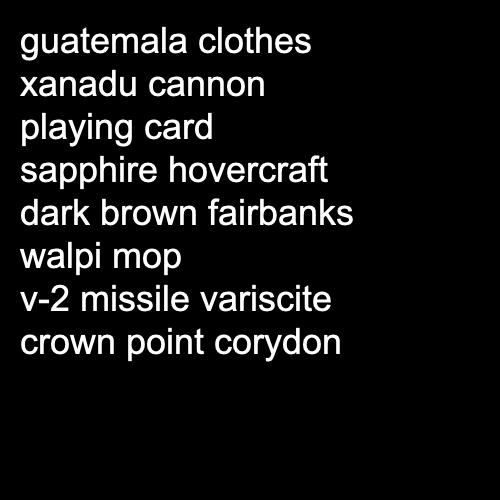 guatemala clothes
xanadu cannon
playing card
sapphire hovercraft
dark brown fairbanks
walpi mop
v-2 missile variscite
crown point corydon